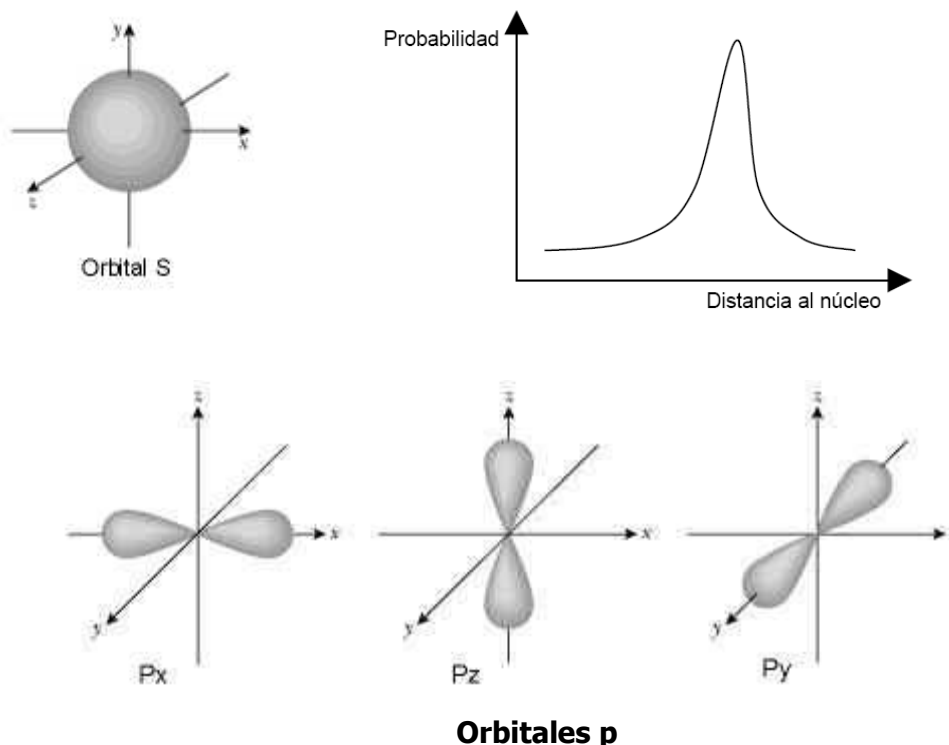 y
Probabilidad
x
z
Orbital S
Distancia al núcleo
z
z
z
x
x
y
y
y
Px
Pz
Py
Orbitales p